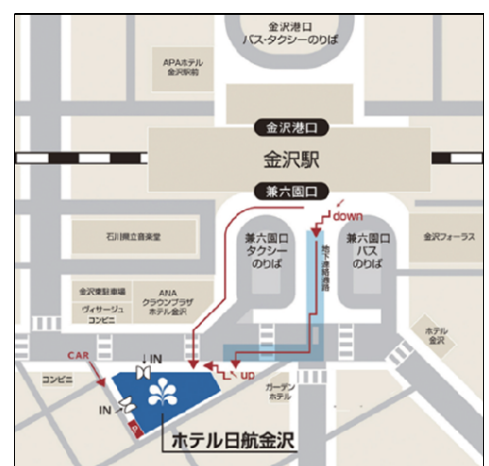 金沢港口
バス・タクシーのりば
APAホテル
金沢駅前
金沢港口
金沢駅
兼六園口
down
石川県立音楽堂
兼六園口
タクシー
のりば
地下連絡通路
兼六園口
バス
のりば
金沢フォーラス
金沢東駐車場
ヴィサージュ
コンビニ
ANA
クラウンプラザ
ホテル金沢
ホテル
金沢
CAR
IN
コンビニ
up
ガーデン
ホテル
IN
ホテル日航金沢